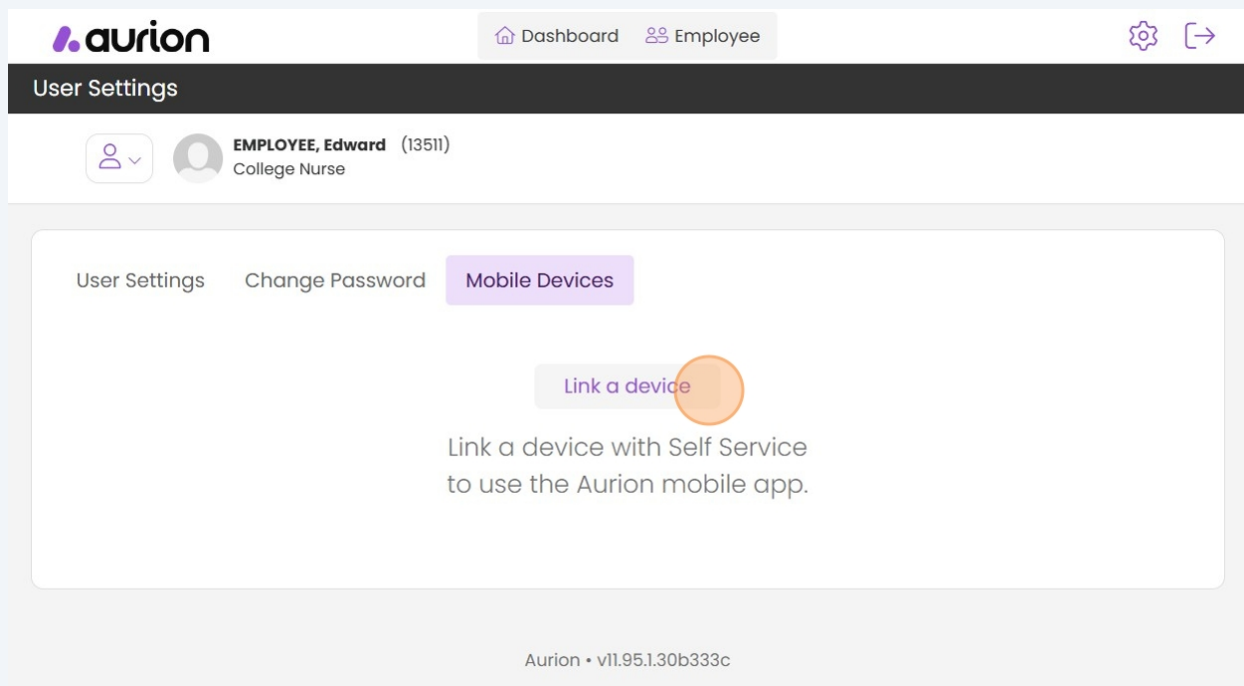 aurion
Dashboard
Employee
User Settings
EMPLOYEE, Edward (13511)
College Nurse
User Settings
Change Password
Mobile Devices
Link a device
Link a device with Self Service
to use the Aurion mobile app.
Aurion • v11.95.1.30b333c